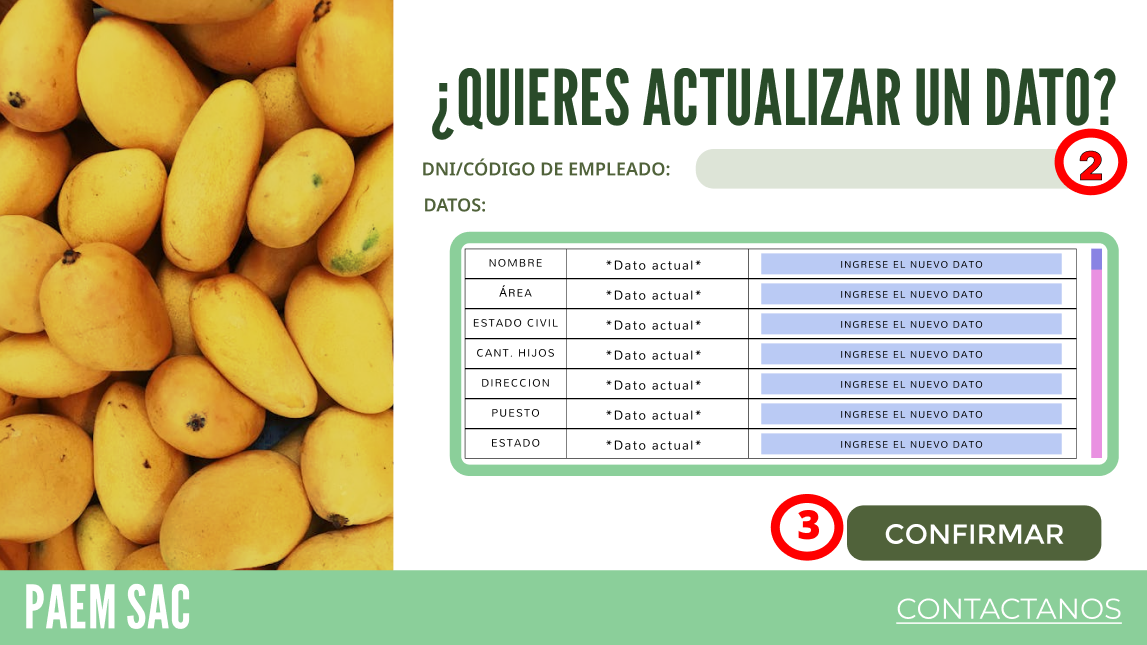 ¿QUIERES ACTUALIZAR UN DATO?
DNI/CÓDIGO DE EMPLEADO:
2
DATOS:
NOMBRE *Dato actual* INGRESE EL NUEVO DATO
ÁREA *Dato actual* INGRESE EL NUEVO DATO
ESTADO CIVIL *Dato actual* INGRESE EL NUEVO DATO
CANT. HIJOS *Dato actual* INGRESE EL NUEVO DATO
DIRECCION *Dato actual* INGRESE EL NUEVO DATO
PUESTO *Dato actual* INGRESE EL NUEVO DATO
ESTADO *Dato actual* INGRESE EL NUEVO DATO
3 CONFIRMAR
PAEM SAC CONTACTANOS